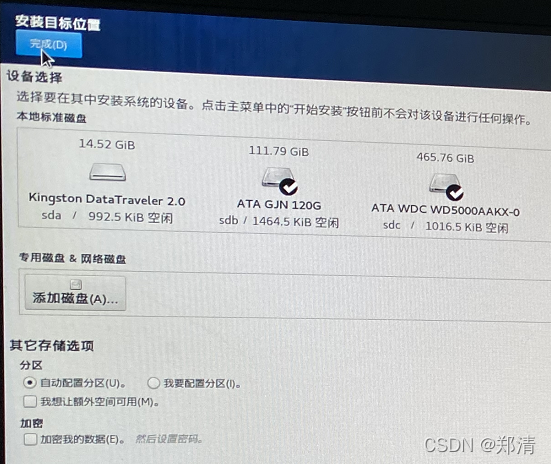 安装目标位置
完成(D)
设备选择
选择要在其中安装系统的设备。点击主菜单中的“开始安装”按钮前不会对该设备进行任何操作。
本地标准磁盘
14.52 GiB
Kingston DataTraveler 2.0
sda / 992.5 KiB 空闲
111.79 GiB
ATA GJN 120G
sdb / 1464.5 KiB 空闲
465.76 GiB
ATA WDC WD5000AAKX-0
sdc / 1016.5 KiB 空闲
专用磁盘 & 网络磁盘
添加磁盘(A)...
其它存储选项
分区
自动配置分区(U)。 我要配置分区(I)。
我想让额外空间可用(M)。
加密
加密我的数据(E)。 然后设置密码。
CSDN @郑清